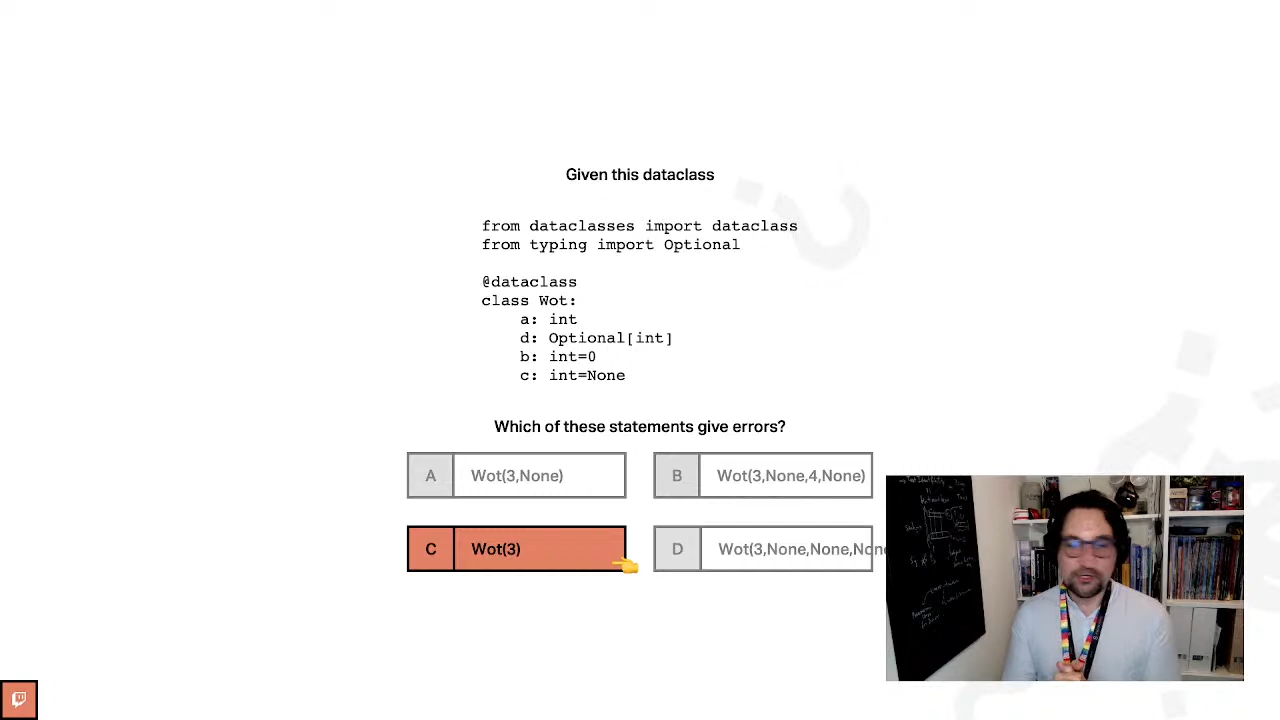 Given this dataclass
from dataclasses import dataclass
from typing import Optional
@dataclass
class Wot:
a: int
d: Optional[int]
b: int=0
c: int=None
Which of these statements give errors?
A Wot(3,None)
B Wot(3,None,4,None)
C Wot(3)
D Wot(3,None,None,None